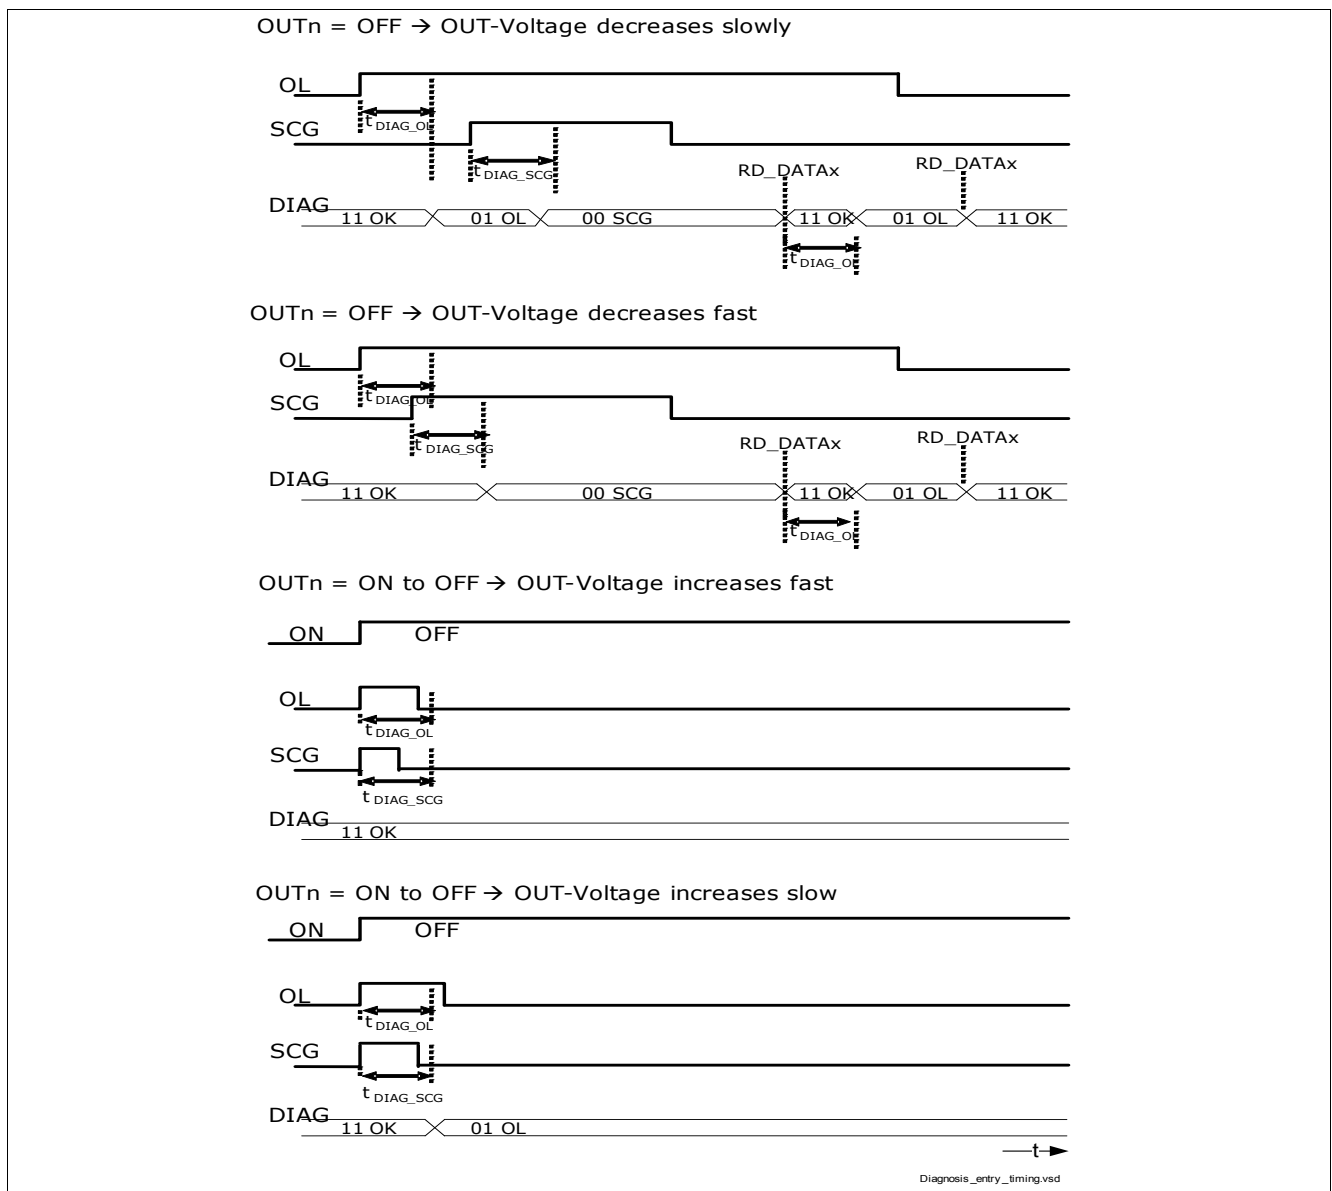 OUTn = OFF → OUT-Voltage decreases slowly
OL
t DIAG_OL
SCG
t DIAG_SCG
RD_DATAx RD_DATAx
DIAG
11 OK 01 OL 00 SCG 11 OK 01 OL 11 OK
t DIAG_OL
OUTn = OFF → OUT-Voltage decreases fast
OL
t DIAG_OL
SCG
t DIAG_SCG
RD_DATAx RD_DATAx
DIAG
11 OK 00 SCG 11 OK 01 OL 11 OK
t DIAG_OL
OUTn = ON to OFF → OUT-Voltage increases fast
ON OFF
OL
t DIAG_OL
SCG
t DIAG_SCG
DIAG
11 OK
OUTn = ON to OFF → OUT-Voltage increases slow
ON OFF
OL
t DIAG_OL
SCG
t DIAG_SCG
DIAG
11 OK 01 OL
t
Diagnosis_entry_timing.vsd